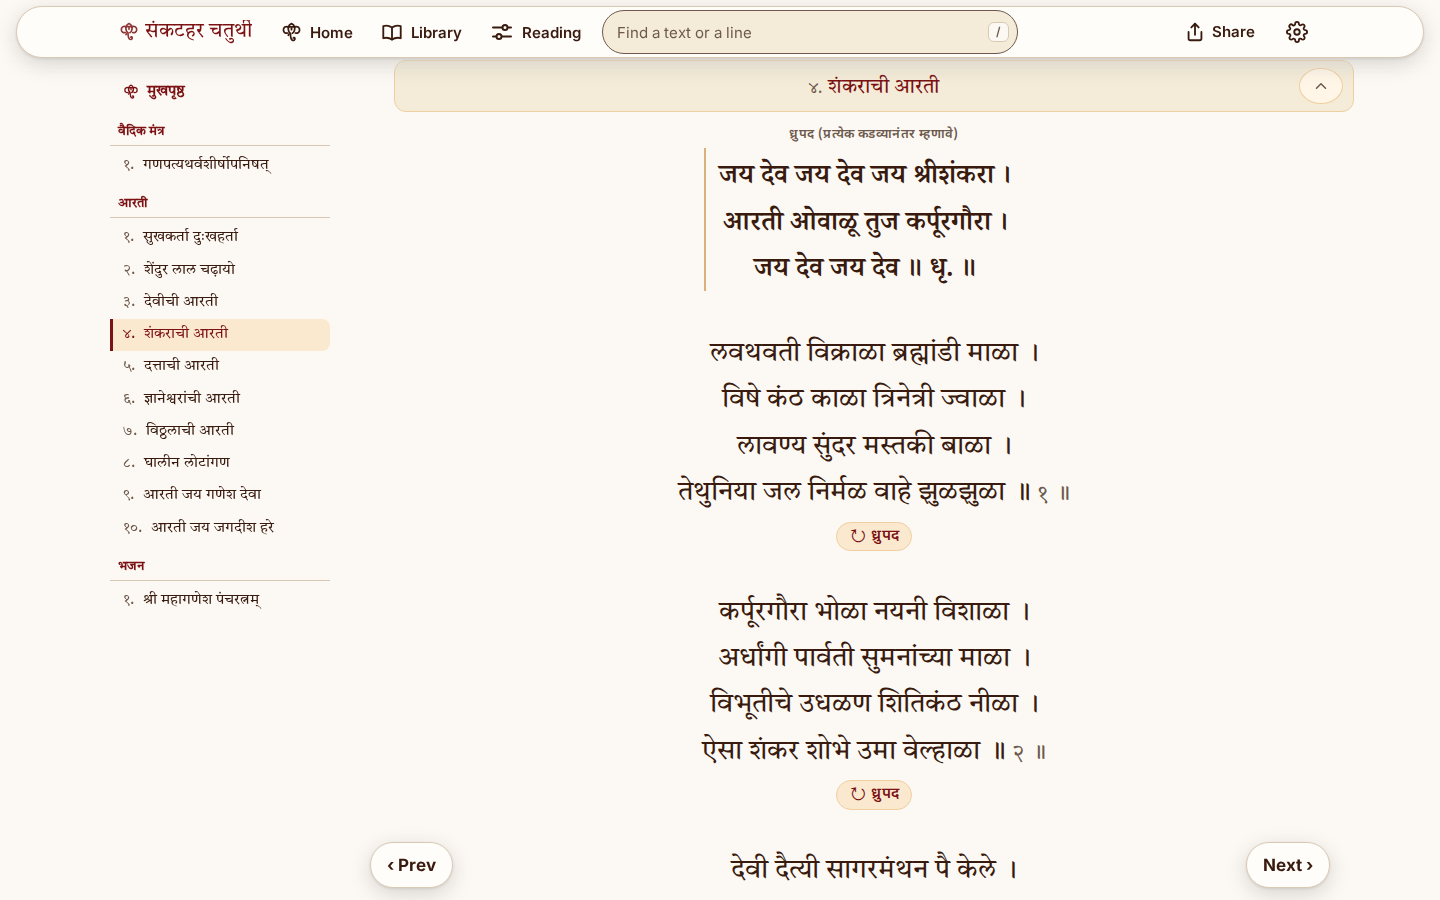 संकटहर चतुर्थी
Home
Library
Reading
Find a text or a line
/
Share
मुखपृष्ठ
वैदिक मंत्र
१. गणपत्यथर्वशीर्षोपनिषत्
आरती
१. सुखकर्ता दुःखहर्ता
२. शेंदुर लाल चढ़ायो
३. देवीची आरती
४. शंकराची आरती
५. दत्ताची आरती
६. ज्ञानेश्वरांची आरती
७. विठ्ठलाची आरती
८. घालीन लोटांगण
९. आरती जय गणेश देवा
१०. आरती जय जगदीश हरे
भजन
१. श्री महागणेश पंचरत्नम्
४. शंकराची आरती
ध्रुपद (प्रत्येक कडव्यानंतर म्हणावे)
जय देव जय देव जय श्रीशंकरा ।
आरती ओवाळू तुज कर्पूरगौरा ।
जय देव जय देव ॥ धृ. ॥
लवथवती विक्राळा ब्रह्मांडी माळा ।
विषे कंठ काळा त्रिनेत्री ज्वाळा ।
लावण्य सुंदर मस्तकी बाळा ।
तेथुनिया जल निर्मळ वाहे झुळझुळा ॥ १ ॥
ध्रुपद
कर्पूरगौरा भोळा नयनी विशाळा ।
अर्धांगी पार्वती सुमनांच्या माळा ।
विभूतीचे उधळण शितिकंठ नीळा ।
ऐसा शंकर शोभे उमा वेल्हाळा ॥ २ ॥
ध्रुपद
देवी दैत्यी सागरमंथन पै केले ।
‹ Prev
Next ›